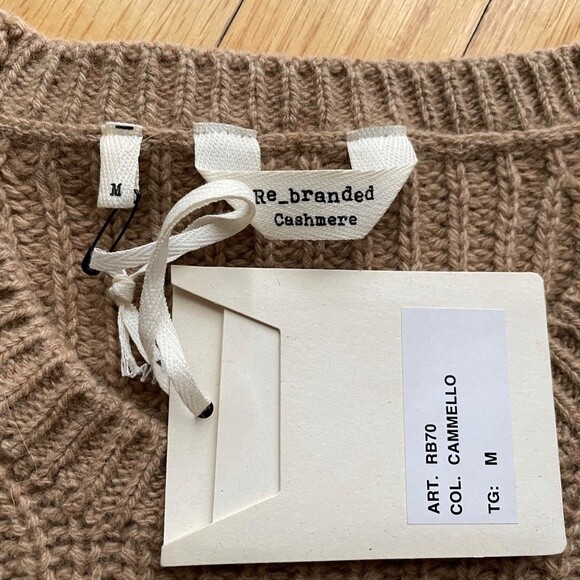 M
Re_branded
Cashmere
ART. RB70
COL. CAMMELLO
TG: M